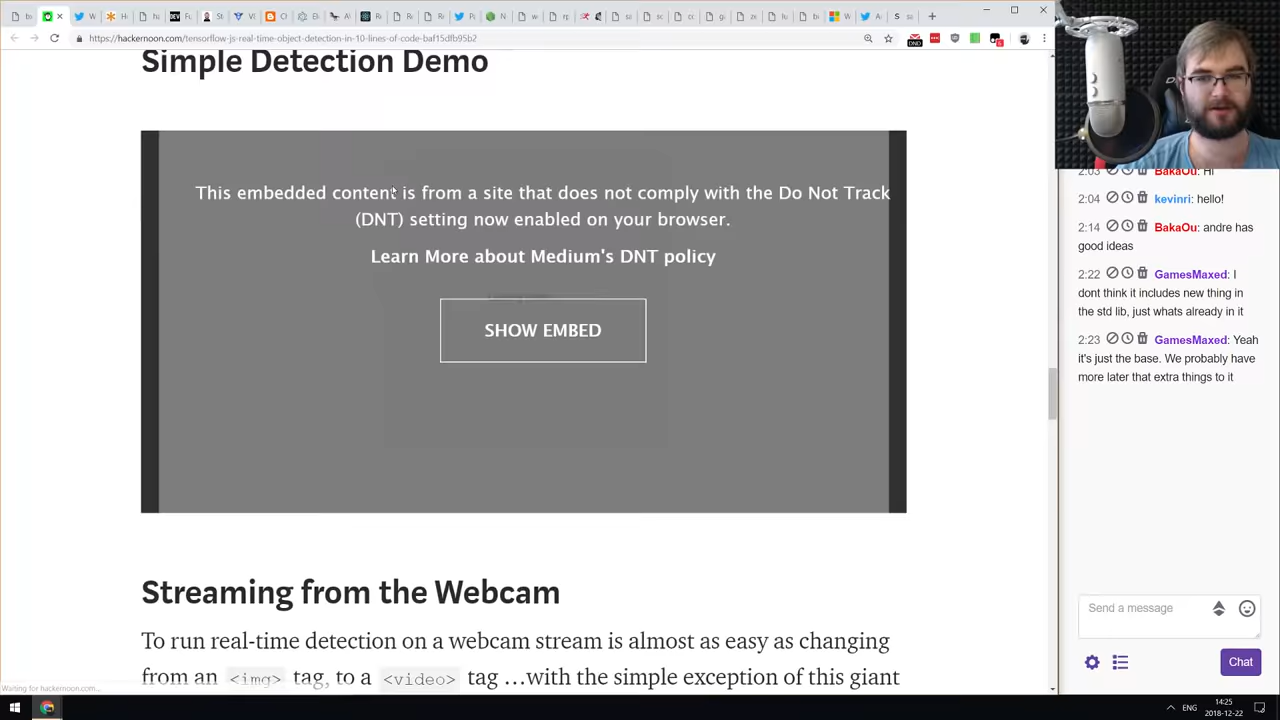 https://hackernoon.com/tensorflow-js-real-time-object-detection-in-10-lines-of-code-baf15dfb95b2
DND
Simple Detection Demo
This embedded content is from a site that does not comply with the Do Not Track
(DNT) setting now enabled on your browser.
Learn More about Medium's DNT policy
SHOW EMBED
Streaming from the Webcam
To run real-time detection on a webcam stream is almost as easy as changing
from an <img> tag, to a <video> tag …with the simple exception of this giant
Waiting for hackernoon.com...
2:03 BakaOu: Hi
2:04 kevinri: hello!
2:14 BakaOu: andre has
good ideas
2:22 GamesMaxed: I
dont think it includes new thing in
the std lib, just whats already in it
2:23 GamesMaxed: Yeah
it's just the base. We probably have
more later that extra things to it
Send a message
Chat
ENG
14:25
2018-12-22